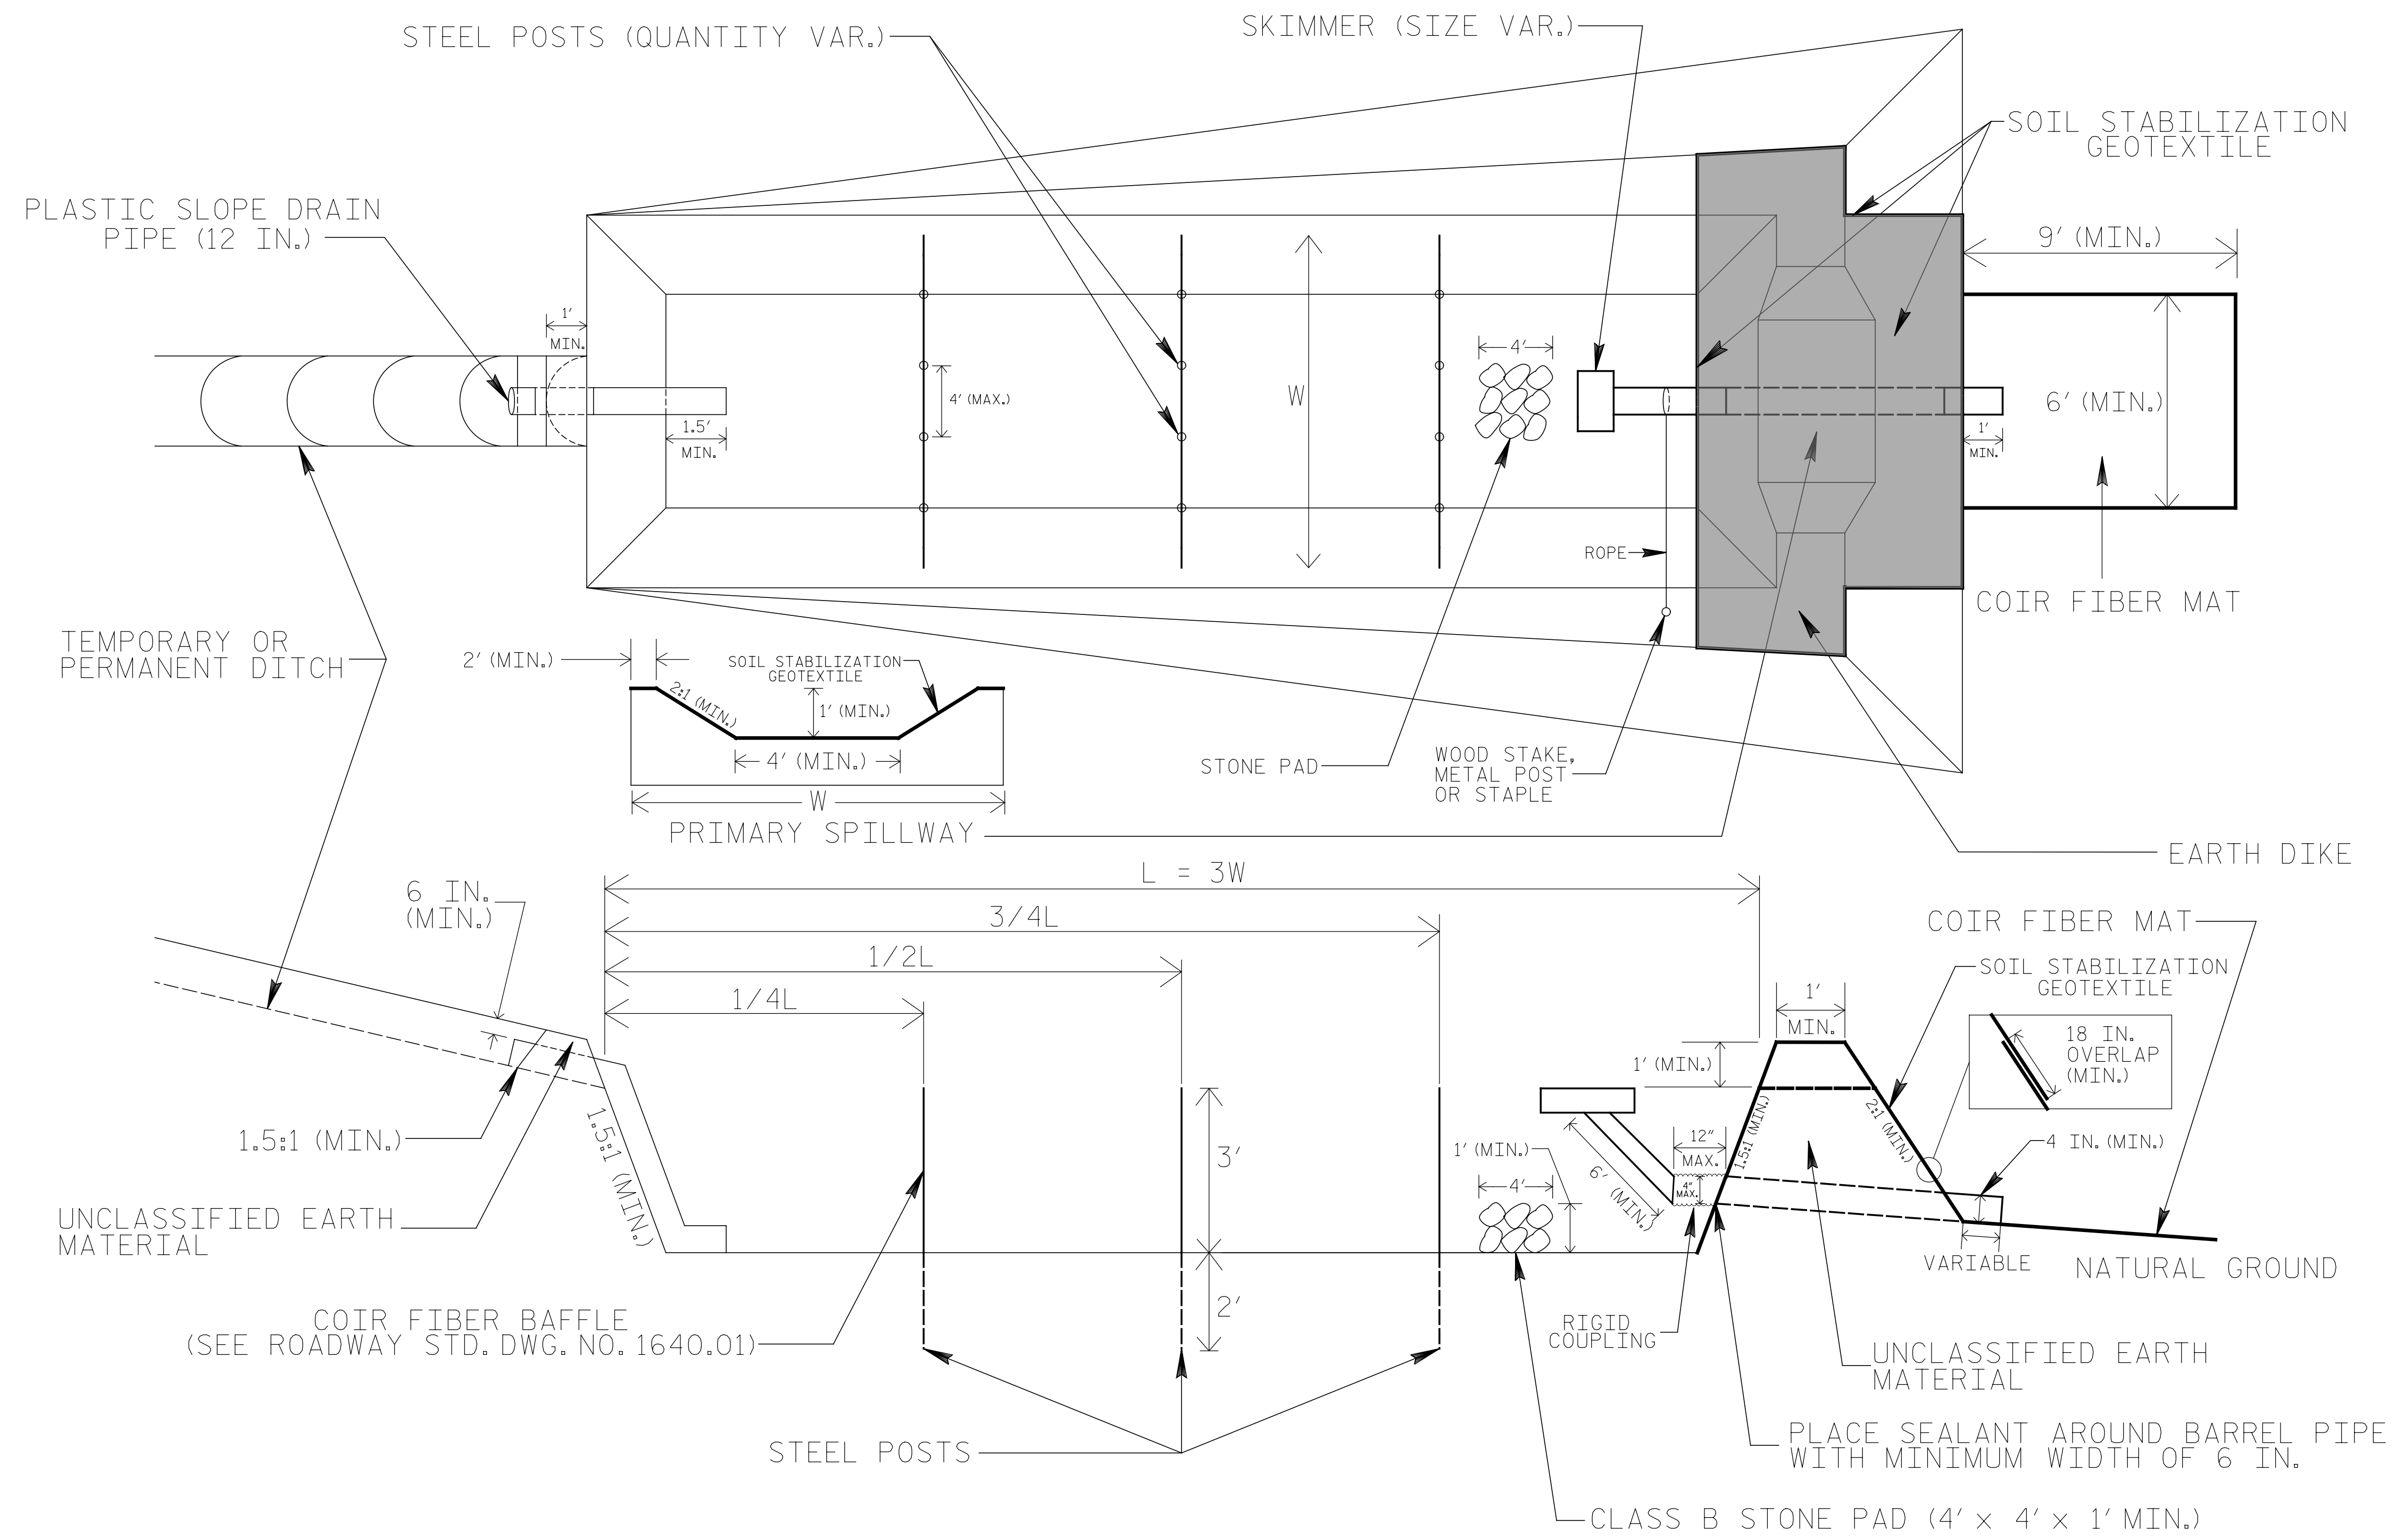 STEEL POSTS (QUANTITY VAR.)
SKIMMER (SIZE VAR.)
SOIL STABILIZATION
GEOTEXTILE
PLASTIC SLOPE DRAIN
PIPE (12 IN.)
9' (MIN.)
1'
MIN.
4'
4' (MAX.)
W
6' (MIN.)
1.5'
MIN.
1'
MIN.
ROPE
COIR FIBER MAT
TEMPORARY OR
PERMANENT DITCH
2' (MIN.)
SOIL STABILIZATION
GEOTEXTILE
2:1 (MIN.)
1' (MIN.)
4' (MIN.)
STONE PAD
WOOD STAKE,
METAL POST
OR STAPLE
W
PRIMARY SPILLWAY
EARTH DIKE
L = 3W
6 IN.
(MIN.)
3/4L
COIR FIBER MAT
1/2L
SOIL STABILIZATION
GEOTEXTILE
1/4L
1'
MIN.
18 IN.
OVERLAP
(MIN.)
1' (MIN.)
1.5:1 (MIN.)
1.5:1 (MIN.)
3'
1' (MIN.)
4'
6' (MIN.)
12"
MAX.
4"
MAX.
1.5:1 (MIN.)
2:1 (MIN.)
4 IN. (MIN.)
UNCLASSIFIED EARTH
MATERIAL
VARIABLE
NATURAL GROUND
2'
COIR FIBER BAFFLE
(SEE ROADWAY STD. DWG. NO. 1640.01)
RIGID
COUPLING
UNCLASSIFIED EARTH
MATERIAL
STEEL POSTS
PLACE SEALANT AROUND BARREL PIPE
WITH MINIMUM WIDTH OF 6 IN.
CLASS B STONE PAD (4' x 4' x 1' MIN.)